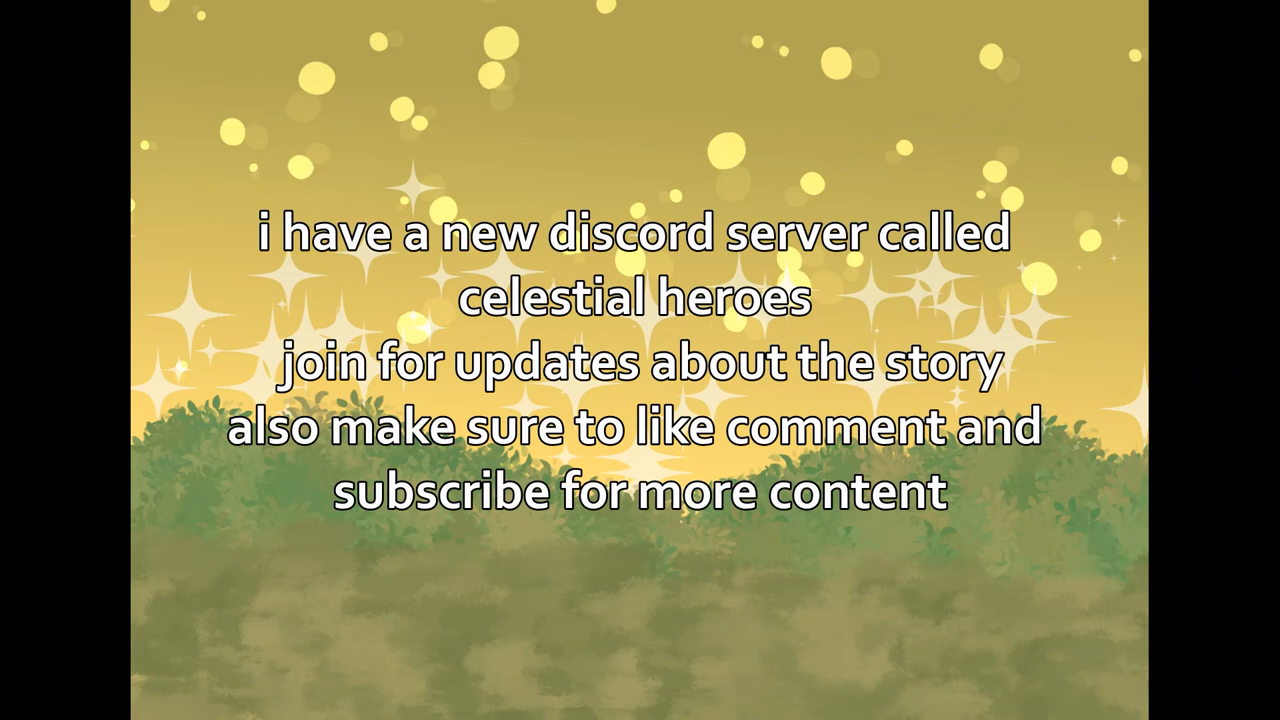 i have a new discord server called
celestial heroes
join for updates about the story
also make sure to like comment and
subscribe for more content